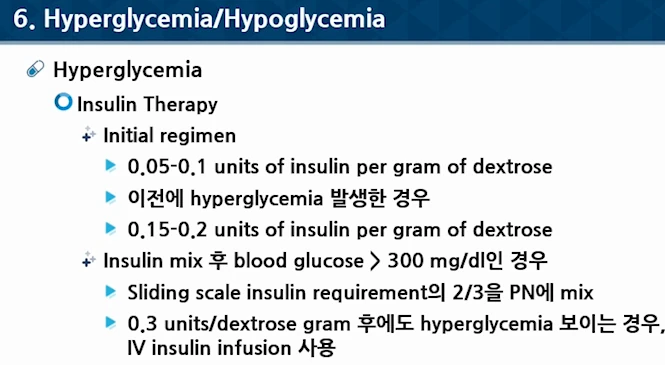 6. Hyperglycemia/Hypoglycemia
Hyperglycemia
Insulin Therapy
Initial regimen
0.05-0.1 units of insulin per gram of dextrose
이전에 hyperglycemia 발생한 경우
0.15-0.2 units of insulin per gram of dextrose
Insulin mix 후 blood glucose > 300 mg/dl인 경우
Sliding scale insulin requirement의 2/3을 PN에 mix
0.3 units/dextrose gram 후에도 hyperglycemia 보이는 경우,
IV insulin infusion 사용